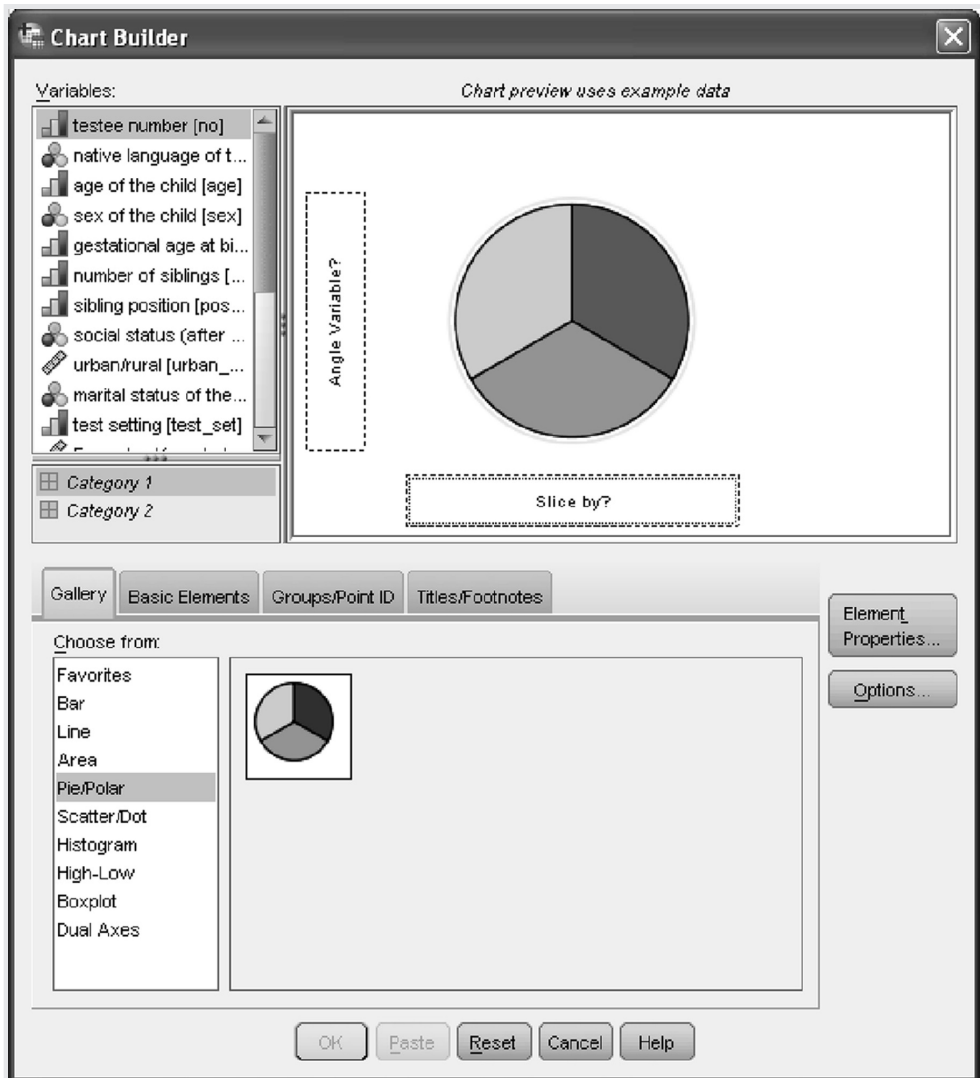 Chart Builder
Variables:
Chart preview uses example data
testee number [no]
native language of t...
age of the child [age]
sex of the child [sex]
gestational age at bi...
number of siblings [...
sibling position [pos...
social status (after ...
urban/rural [urban_...
marital status of the...
test setting [test_set]
Category 1
Category 2
Angle Variable?
Slice by?
Gallery
Basic Elements
Groups/Point ID
Titles/Footnotes
Choose from:
Favorites
Bar
Line
Area
Pie/Polar
Scatter/Dot
Histogram
High-Low
Boxplot
Dual Axes
Element
Properties...
Options...
OK
Paste
Reset
Cancel
Help